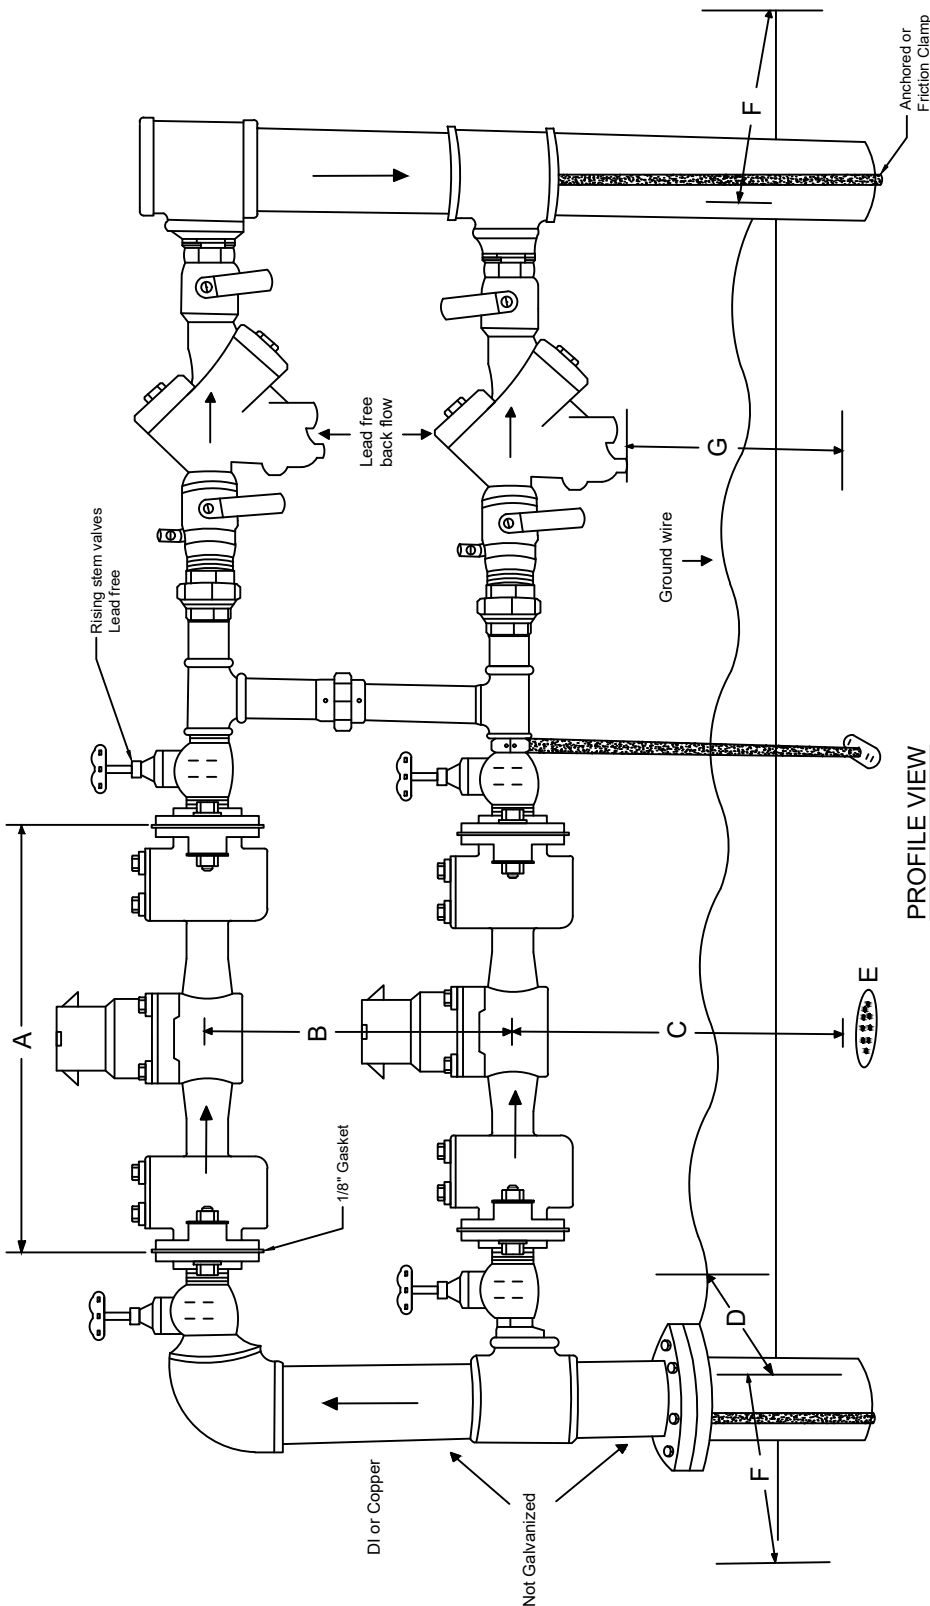 Rising stem valves
Lead free
A
1/8" Gasket
Lead free
back flow
B
DI or Copper
Not Galvanized
Ground wire
G
C
D
E
F
F
Anchored or
Friction Clamp
PROFILE VIEW